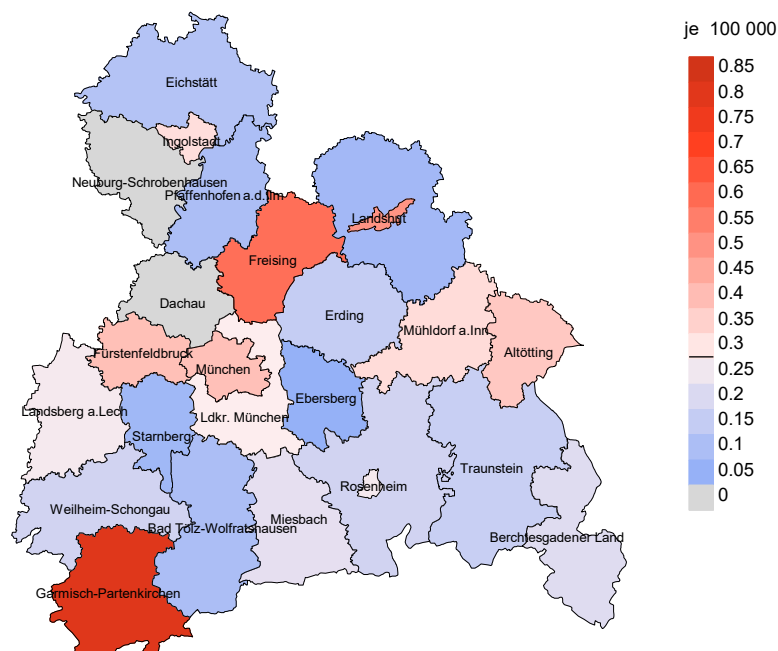 je 100 000
0.85
0.8
0.75
0.7
0.65
0.6
0.55
0.5
0.45
0.4
0.35
0.3
0.25
0.2
0.15
0.1
0.05
0
Eichstätt
Ingolstadt
Neuburg-Schrobenhausen
Pfaffenhofen a.d.Ilm
Landshut
Freising
Dachau
Erding
Mühldorf a.Inn
Fürstenfeldbruck
Altötting
München
Ebersberg
Landsberg a.Lech
Ldkr. München
Starnberg
Traunstein
Rosenheim
Weilheim-Schongau
Miesbach
Bad Tölz-Wolfratshausen
Berchtesgadener Land
Garmisch-Partenkirchen